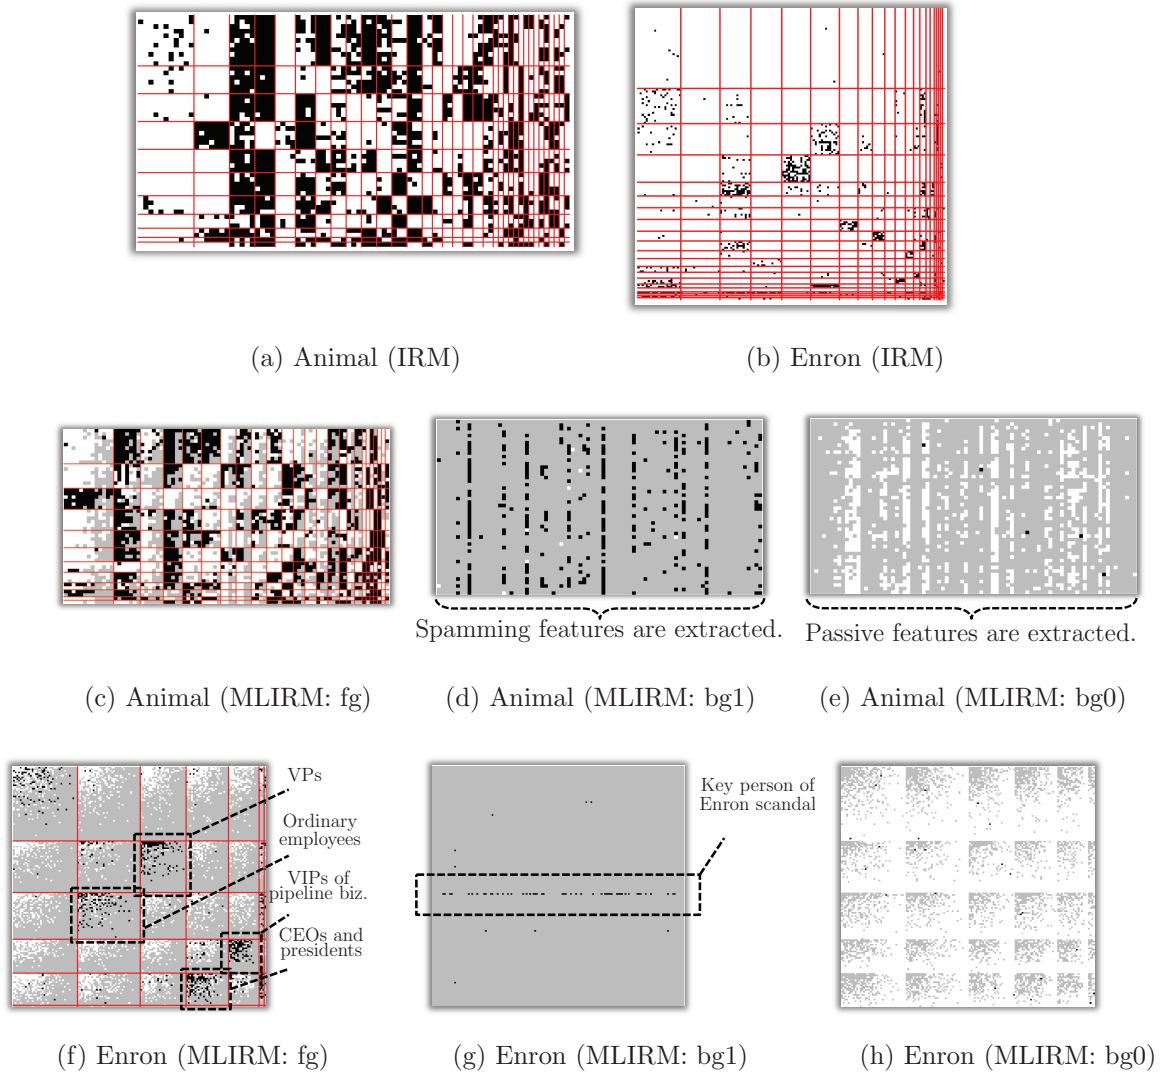 (a) Animal (IRM)
(b) Enron (IRM)
Spamming features are extracted.
Passive features are extracted.
(c) Animal (MLIRM: fg)
(d) Animal (MLIRM: bg1)
(e) Animal (MLIRM: bg0)
VPs
Ordinary
employees
VIPs of
pipeline biz.
CEOs and
presidents
Key person of
Enron scandal
(f) Enron (MLIRM: fg)
(g) Enron (MLIRM: bg1)
(h) Enron (MLIRM: bg0)